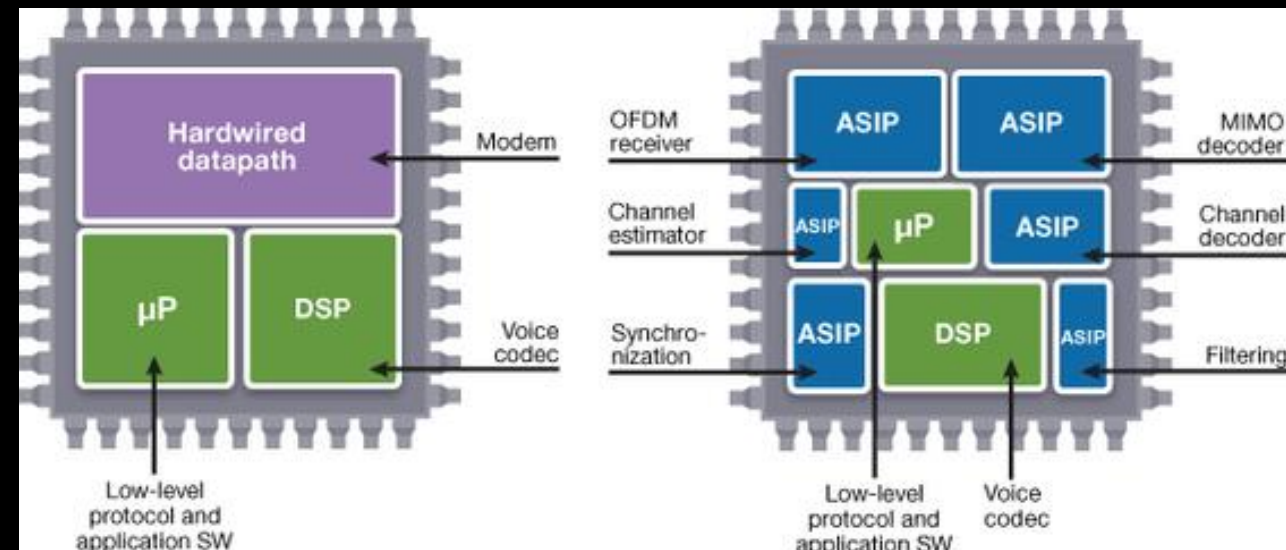 Hardwired
datapath
Modem
µP
DSP
Voice
codec
Low-level
protocol and
application SW
OFDM
receiver
ASIP
ASIP
MIMO
decoder
Channel
estimator
ASIP
µP
ASIP
Channel
decoder
Synchro-
nization
ASIP
DSP
ASIP
Filtering
Low-level
protocol and
application SW
Voice
codec